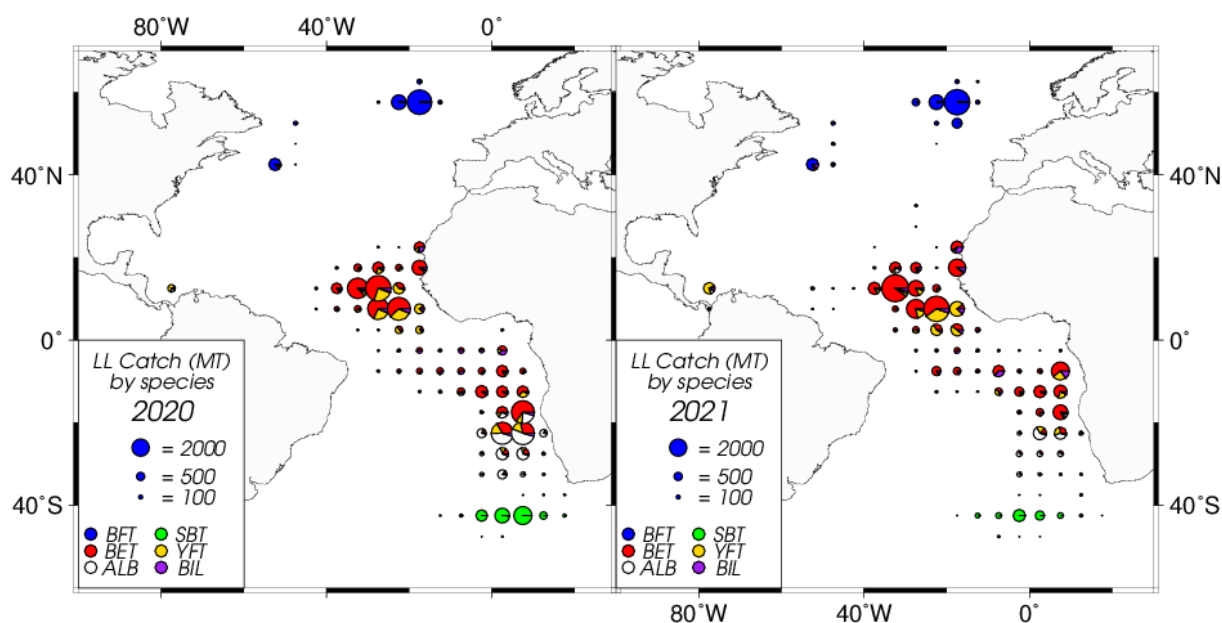 80°W 40°W 0°
40°N
0°
40°S
LL Catch (MT)
by species
2020
= 2000
= 500
= 100
BFT SBT
BET YFT
ALB BIL
LL Catch (MT)
by species
2021
= 2000
= 500
= 100
BFT SBT
BET YFT
ALB BIL
40°N
0°
40°S
80°W 40°W 0°